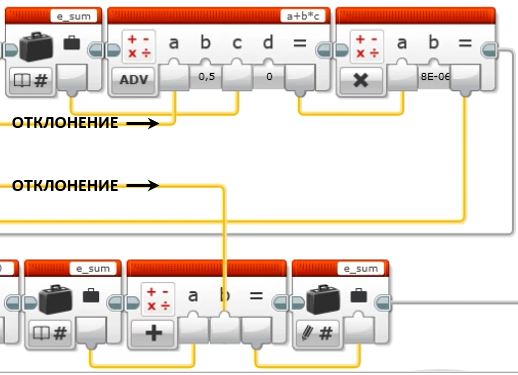 e_sum
a+b*c
a b c d =
a b =
# ADV 0,5 0
8E-06
ОТКЛОНЕНИЕ
ОТКЛОНЕНИЕ
e_sum
e_sum
a b =
# #